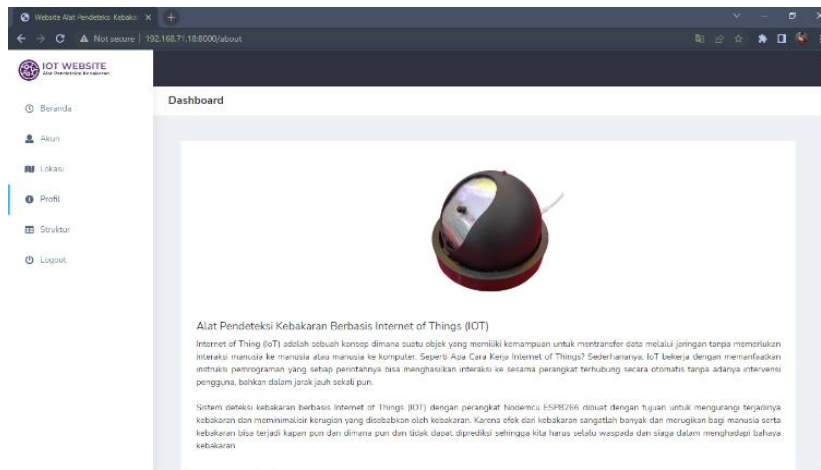 Website Alat Pendeteksi Kebakar
Not secure | 192.168.71.18:8000/about
IOT WEBSITE
Alat Pendeteksi Kebakaran
Dashboard
Beranda
Akun
Lokasi
Profil
Struktur
Logout
Alat Pendeteksi Kebakaran Berbasis Internet of Things (IOT)
Internet of Thing (IoT) adalah sebuah konsep dimana suatu objek yang memiliki kemampuan untuk mentransfer data melalui jaringan tanpa memerlukan
interaksi manusia ke manusia atau manusia ke komputer. Seperti Apa Cara Kerja Internet of Things? Sederhananya, IoT bekerja dengan memanfaatkan
instruksi pemrograman yang setiap perintahnya bisa menghasilkan interaksi ke sesama perangkat terhubung secara otomatis tanpa adanya intervensi
pengguna, bahkan dalam jarak jauh sekali pun.
Sistem deteksi kebakaran berbasis Internet of Things (IOT) dengan perangkat Nodemcu ESP8266 dibuat dengan tujuan untuk mengurangi terjadinya
kebakaran dan meminimalisir kerugian yang disebabkan oleh kebakaran. Karena efek dari kebakaran sangatlah banyak dan merugikan bagi manusia serta
kebakaran bisa terjadi kapan pun dan dimana pun dan tidak dapat diprediksi sehingga kita harus selalu waspada dan siaga dalam menghadapi bahaya
kebakaran